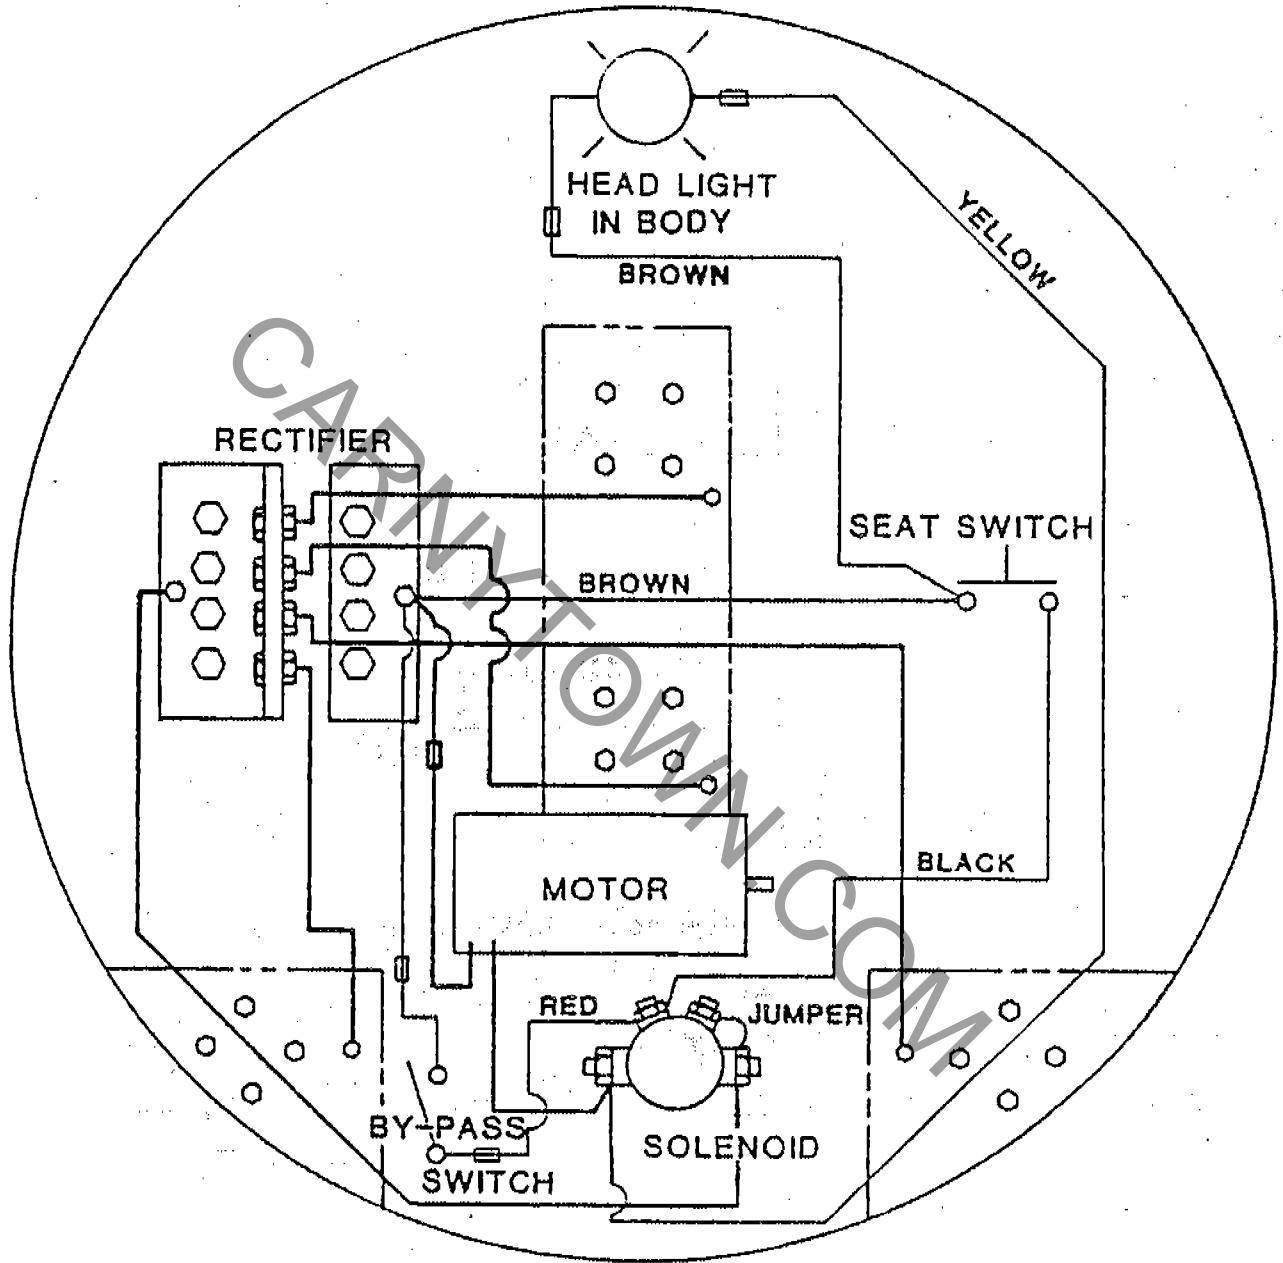 HEAD LIGHT
IN BODY
YELLOW
BROWN
RECTIFIER
SEAT SWITCH
BROWN
CARNYTOWN.COM
BLACK
MOTOR
RED
JUMPER
BY-PASS
SWITCH
SOLENOID